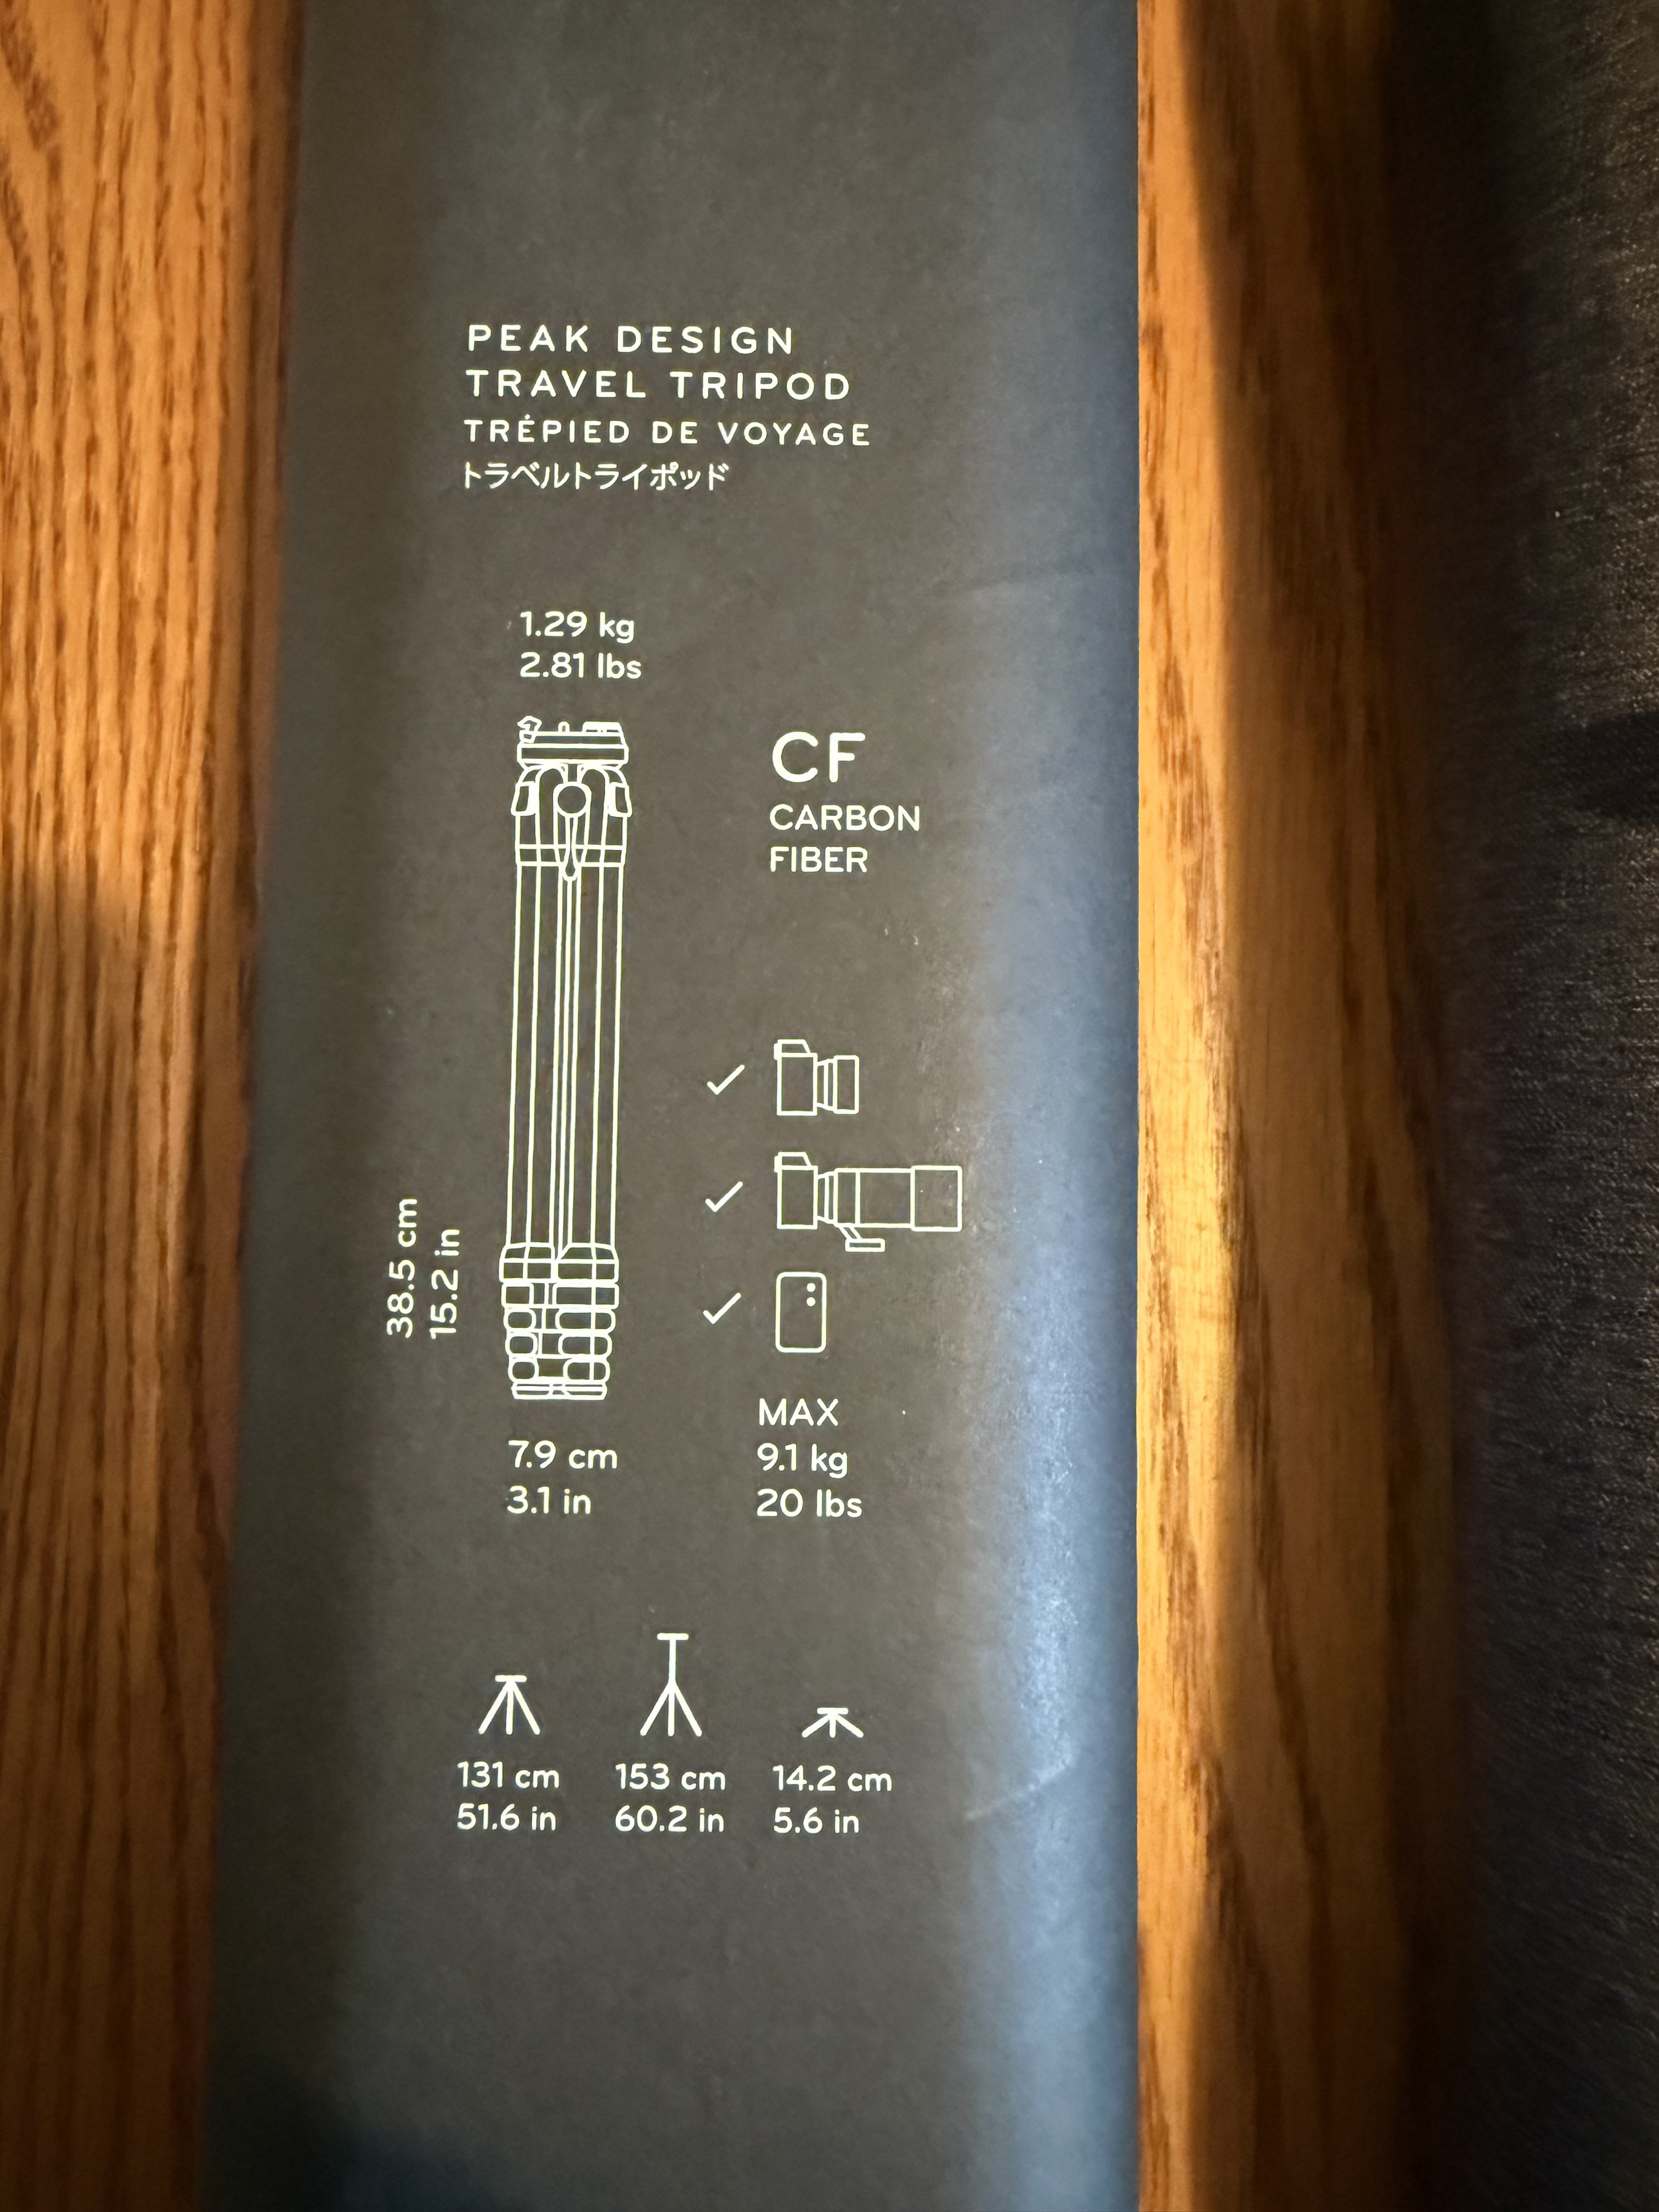 PEAK DESIGN
TRAVEL TRIPOD
TRÉPIED DE VOYAGE
トラベルトライポッド
1.29 kg
2.81 lbs
CF
CARBON
FIBER
38.5 cm
15.2 in
7.9 cm
3.1 in
MAX
9.1 kg
20 lbs
131 cm
51.6 in
153 cm
60.2 in
14.2 cm
5.6 in